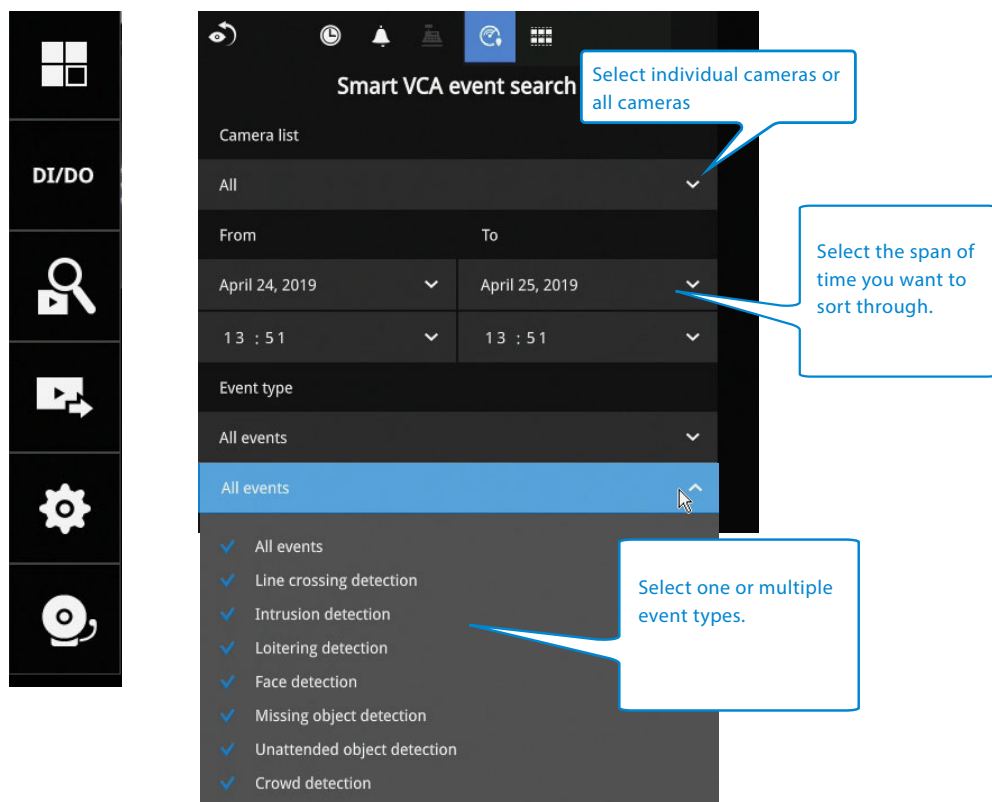 DI/DO
Smart VCA event search
Select individual cameras or
all cameras
Camera list
All
From To
April 24, 2019 April 25, 2019
13 : 51 13 : 51
Select the span of
time you want to
sort through.
Event type
All events
All events
All events
Line crossing detection
Intrusion detection
Loitering detection
Face detection
Missing object detection
Unattended object detection
Crowd detection
Select one or multiple
event types.